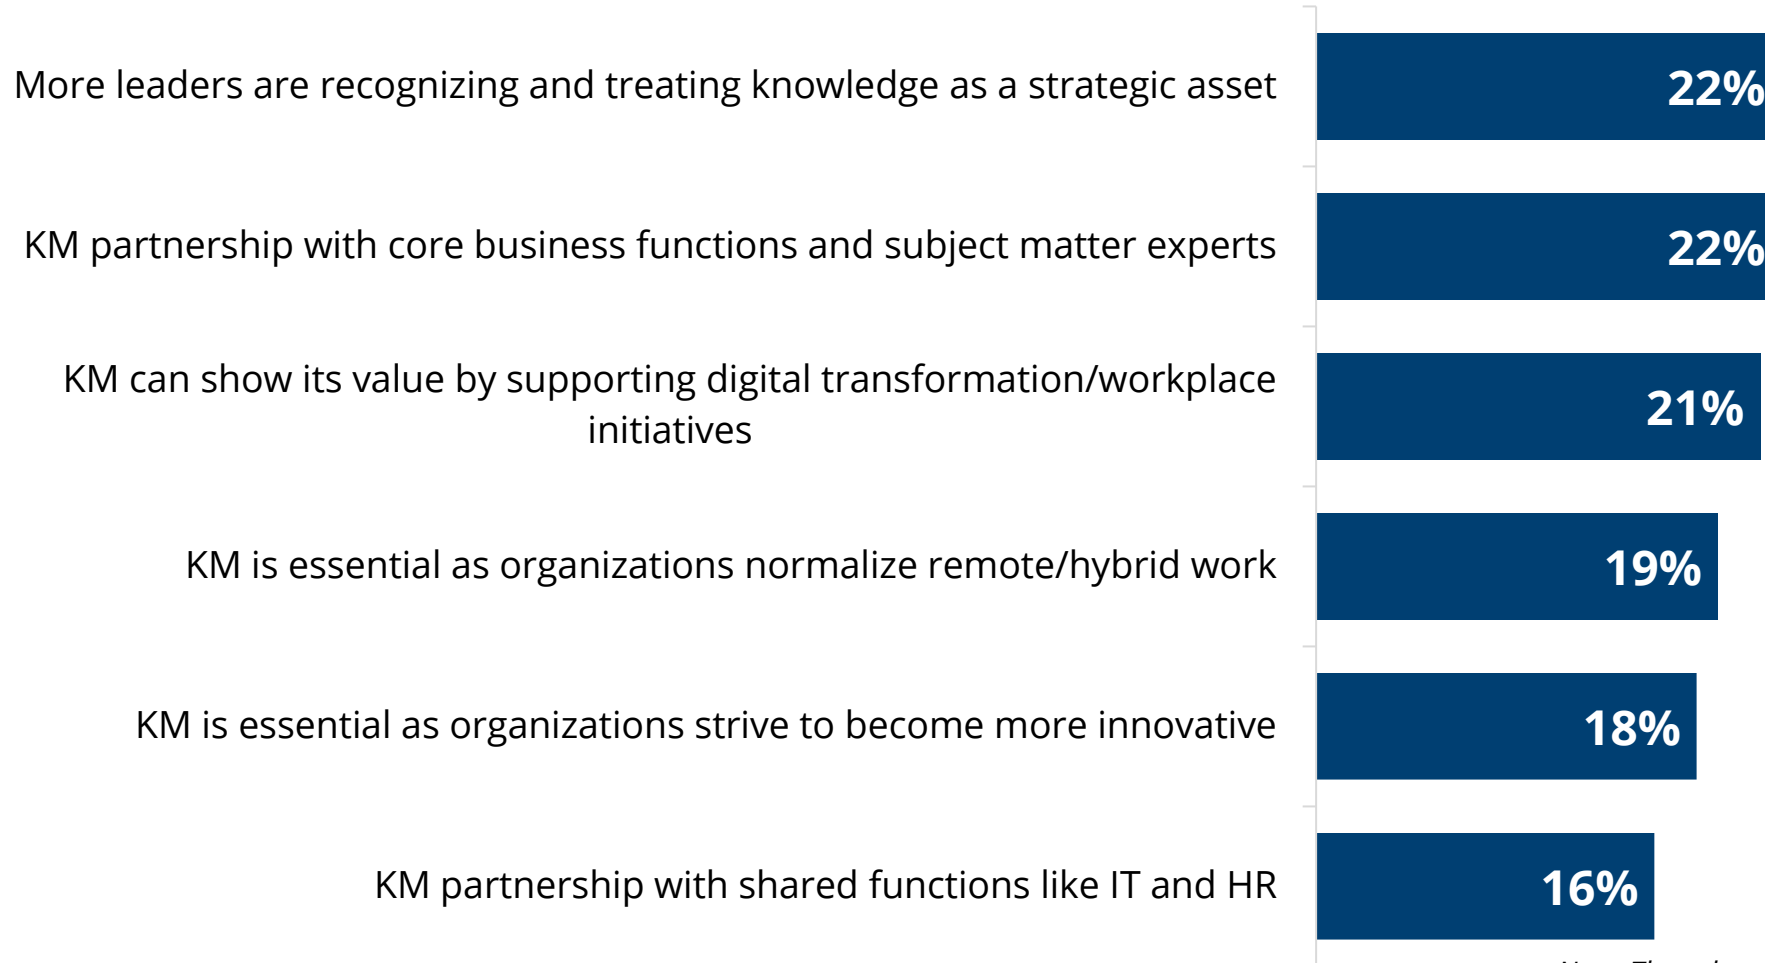 More leaders are recognizing and treating knowledge as a strategic asset
22%
KM partnership with core business functions and subject matter experts
22%
KM can show its value by supporting digital transformation/workplace
initiatives
21%
KM is essential as organizations normalize remote/hybrid work
19%
KM is essential as organizations strive to become more innovative
18%
KM partnership with shared functions like IT and HR
16%